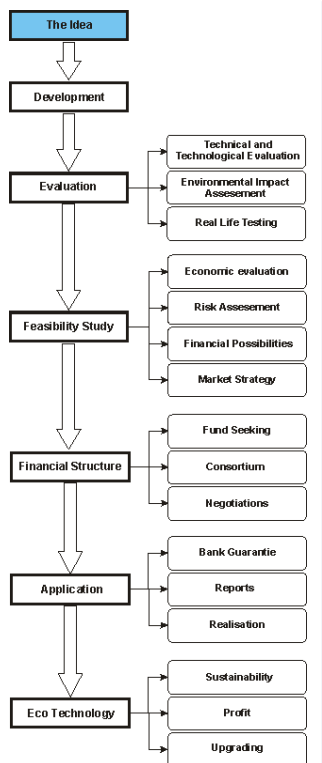 The Idea
Development
Evaluation
Technical and
Technological Evaluation
Environmental Impact
Assesement
Real Life Testing
Feasibility Study
Economic evaluation
Risk Assesement
Financial Possibilities
Market Strategy
Financial Structure
Fund Seeking
Consortium
Negotiations
Application
Bank Guarantie
Reports
Realisation
Eco Technology
Sustainability
Profit
Upgrading